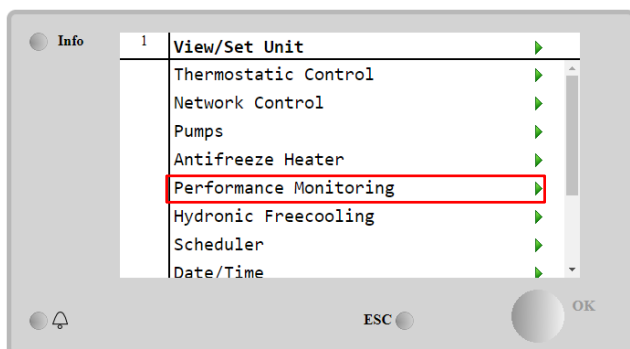 Info
1 View/Set Unit
Thermostatic Control
Network Control
Pumps
Antifreeze Heater
Performance Monitoring
Hydronic Freecooling
Scheduler
Date/Time
ESC OK